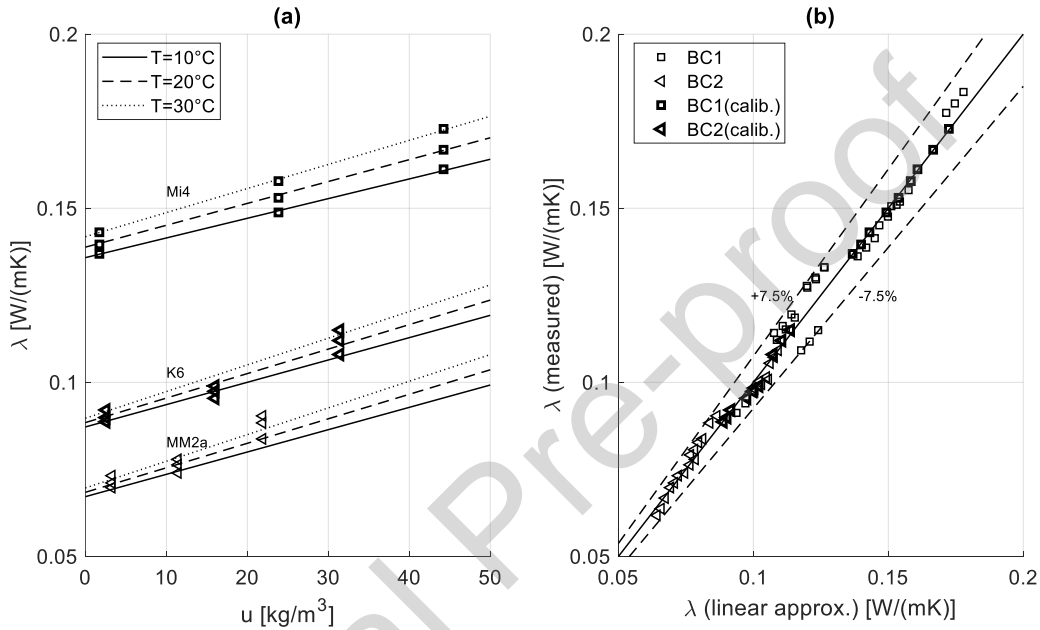 (a)
0.2
0.15
0.1
0.05
λ [W/(mK)]
T=10°C
T=20°C
T=30°C
Mi4
K6
MM2a
0 10 20 30 40 50
u [kg/m³]
(b)
0.2
0.15
0.1
0.05
λ (measured) [W/(mK)]
BC1
BC2
BC1(calib.)
BC2(calib.)
+7.5%
-7.5%
0.05 0.1 0.15 0.2
λ (linear approx.) [W/(mK)]
al Pre-proof